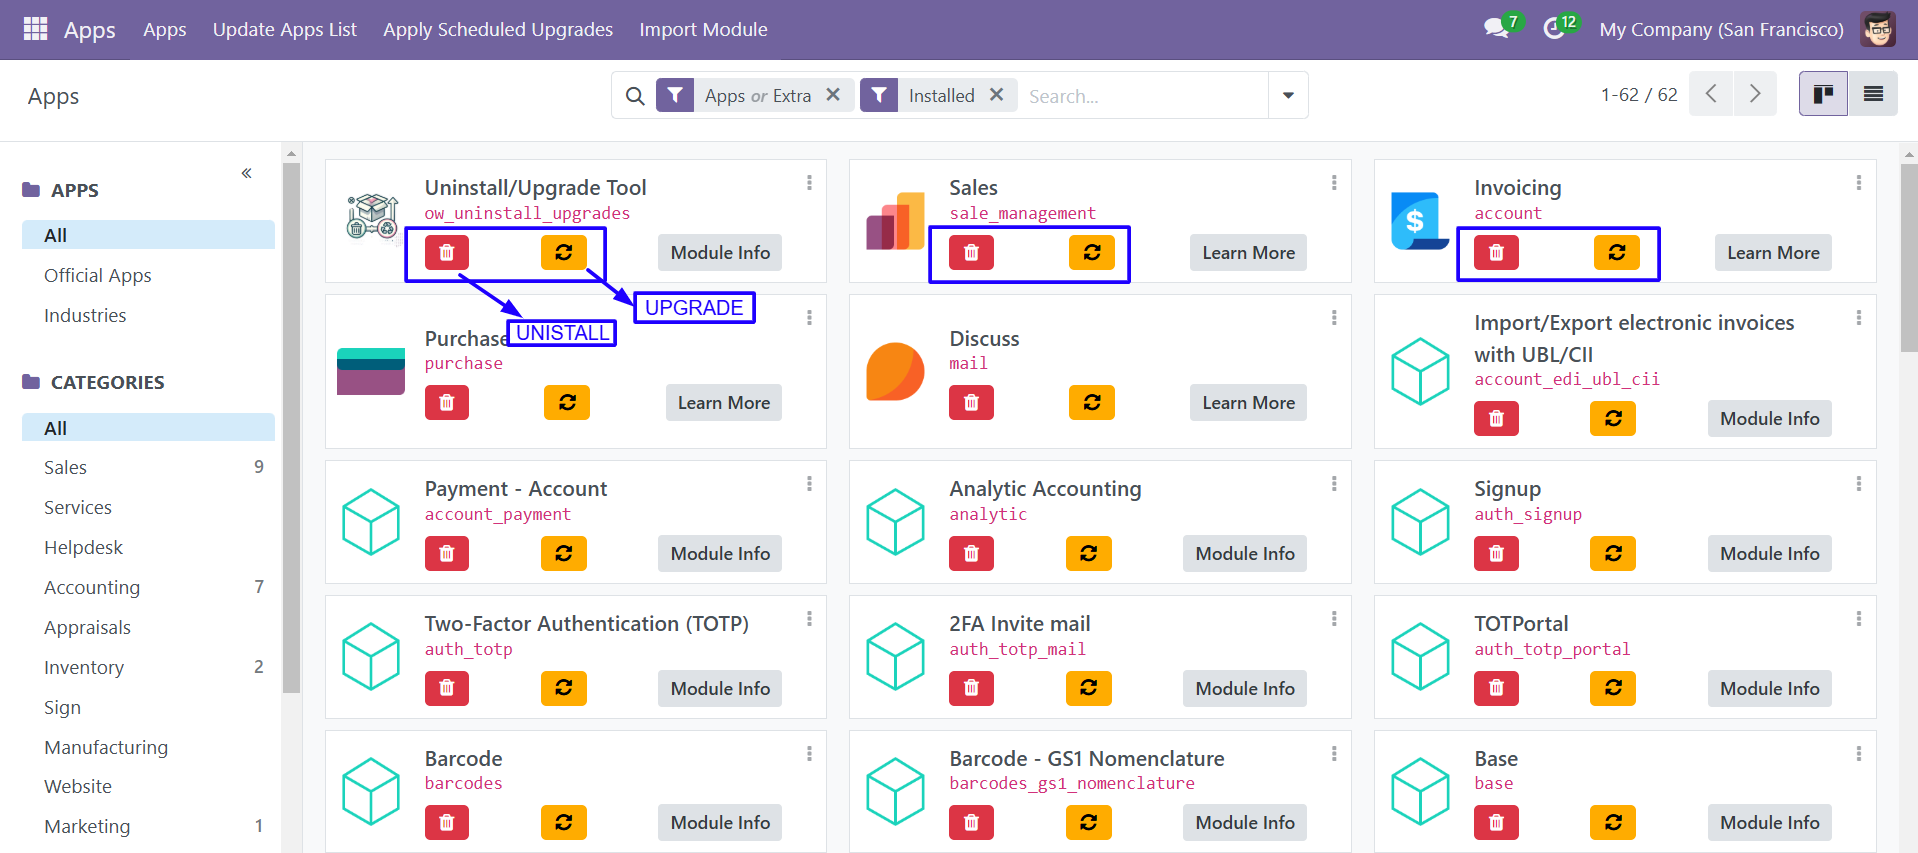 Apps Apps Update Apps List Apply Scheduled Upgrades Import Module 7 12 My Company (San Francisco)
Apps
Apps or Extra Installed Search...
1-62 / 62
APPS
All
Official Apps
Industries
CATEGORIES
All
Sales 9
Services
Helpdesk
Accounting 7
Appraisals
Inventory 2
Sign
Manufacturing
Website
Marketing 1
Uninstall/Upgrade Tool
ow_uninstall_upgrades
Module Info
UPGRADE
UNISTALL
Sales
sale_management
Learn More
Invoicing
account
$
Learn More
Purchase
purchase
Learn More
Discuss
mail
Learn More
Import/Export electronic invoices
with UBL/CII
account_edi_ubl_cii
Module Info
Payment - Account
account_payment
Module Info
Analytic Accounting
analytic
Module Info
Signup
auth_signup
Module Info
Two-Factor Authentication (TOTP)
auth_totp
Module Info
2FA Invite mail
auth_totp_mail
Module Info
TOTPortal
auth_totp_portal
Module Info
Barcode
barcodes
Module Info
Barcode - GS1 Nomenclature
barcodes_gs1_nomenclature
Module Info
Base
base
Module Info